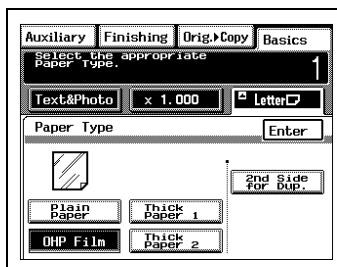 Auxiliary Finishing Orig.▸Copy Basics
Select the appropriate
Paper Type.
1
Text&Photo x 1.000 Letter
Paper Type Enter
2nd Side
for Dup.
Plain
Paper
Thick
Paper 1
OHP Film
Thick
Paper 2